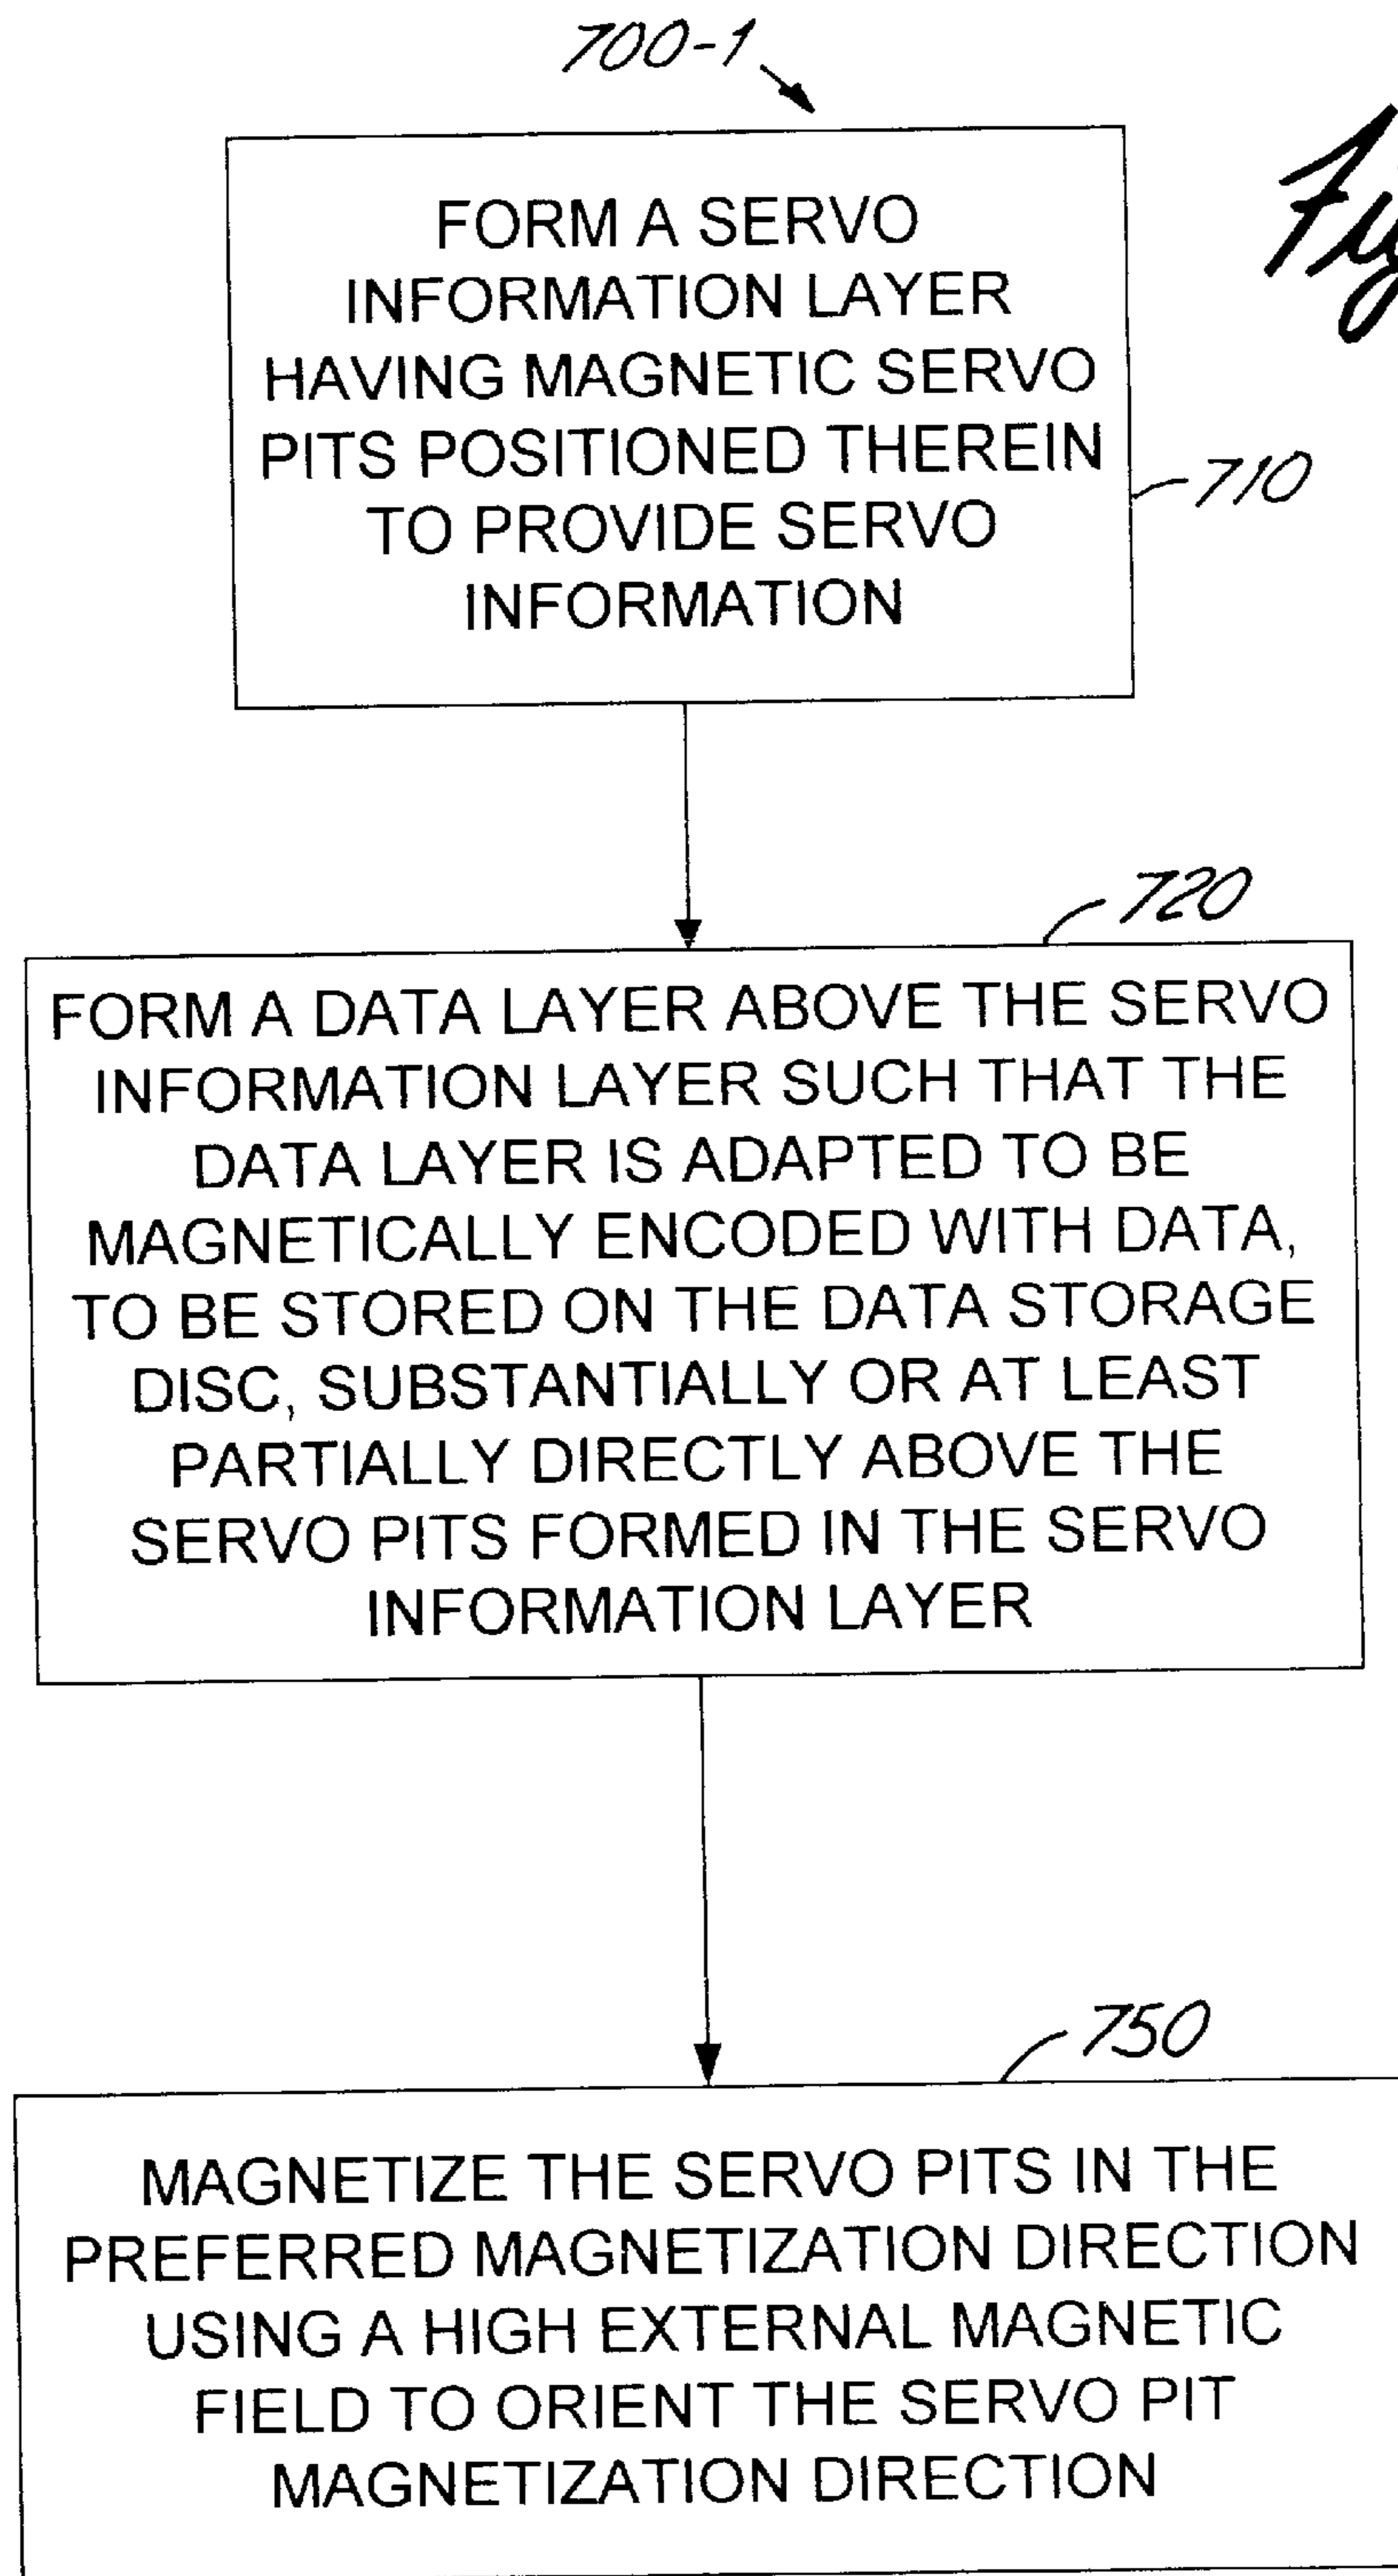 700-1
Fig
FORM A SERVO
INFORMATION LAYER
HAVING MAGNETIC SERVO
PITS POSITIONED THEREIN
TO PROVIDE SERVO
INFORMATION
710
720
FORM A DATA LAYER ABOVE THE SERVO
INFORMATION LAYER SUCH THAT THE
DATA LAYER IS ADAPTED TO BE
MAGNETICALLY ENCODED WITH DATA,
TO BE STORED ON THE DATA STORAGE
DISC, SUBSTANTIALLY OR AT LEAST
PARTIALLY DIRECTLY ABOVE THE
SERVO PITS FORMED IN THE SERVO
INFORMATION LAYER
750
MAGNETIZE THE SERVO PITS IN THE
PREFERRED MAGNETIZATION DIRECTION
USING A HIGH EXTERNAL MAGNETIC
FIELD TO ORIENT THE SERVO PIT
MAGNETIZATION DIRECTION